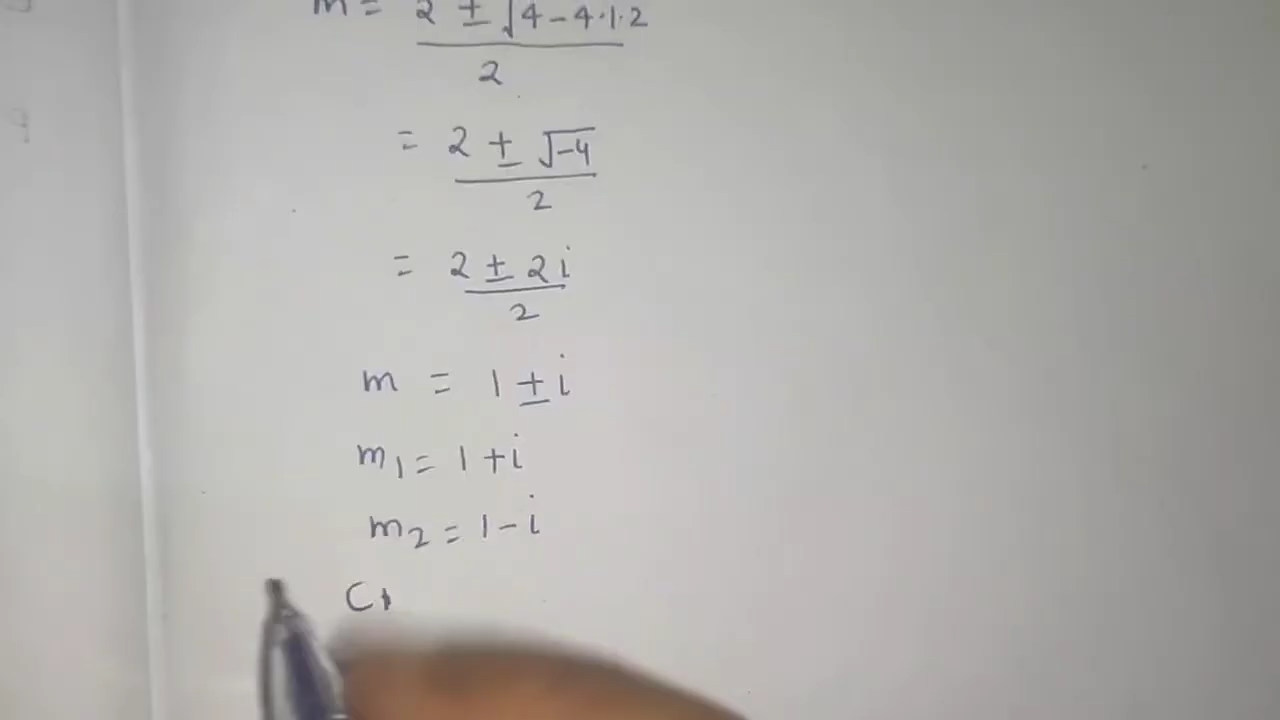 m = 2 ± √4-4·1·2
2
= 2 ± √-4
2
= 2 ± 2i
2
m = 1 ± i
m₁ = 1 + i
m₂ = 1 - i